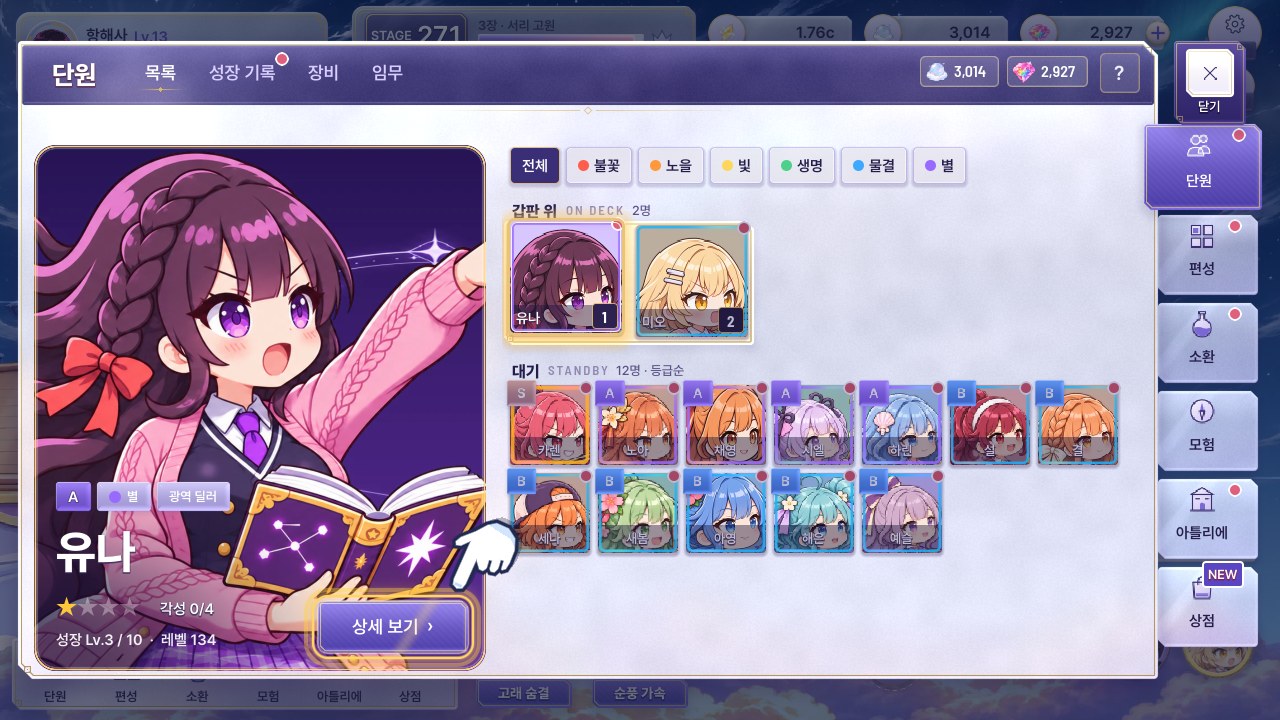 항해사 Lv.13
STAGE 271
3장 · 서리 고원
1.76c
3,014
2,927
단원
목록
성장 기록
장비
임무
3,014
2,927
?
닫기
전체
불꽃
노을
빛
생명
물결
별
갑판 위 ON DECK 2명
유나 1
미오 2
대기 STANDBY 12명 · 등급순
S
A
A
A
A
B
B
카렌
노아
재영
시엘
하린
설
결
B
B
B
B
B
세나
새봄
아영
해은
예슬
A
별
광역 딜러
유나
각성 0/4
성장 Lv.3 / 10 · 레벨 134
상세 보기 ›
단원
편성
소환
모험
아틀리에
NEW
상점
단원
편성
소환
모험
아틀리에
상점
고래 숨결
순풍 가속